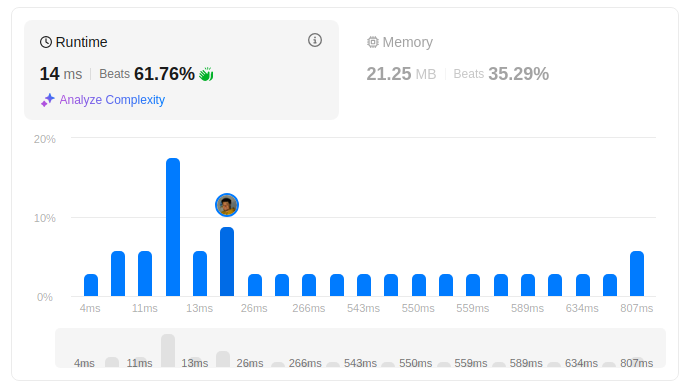 Runtime
Memory
14 ms | Beats 61.76%
21.25 MB | Beats 35.29%
Analyze Complexity
20%
10%
0%
4ms 11ms 13ms 26ms 266ms 543ms 550ms 559ms 589ms 634ms 807ms
4ms 11ms 13ms 26ms 266ms 543ms 550ms 559ms 589ms 634ms 807ms